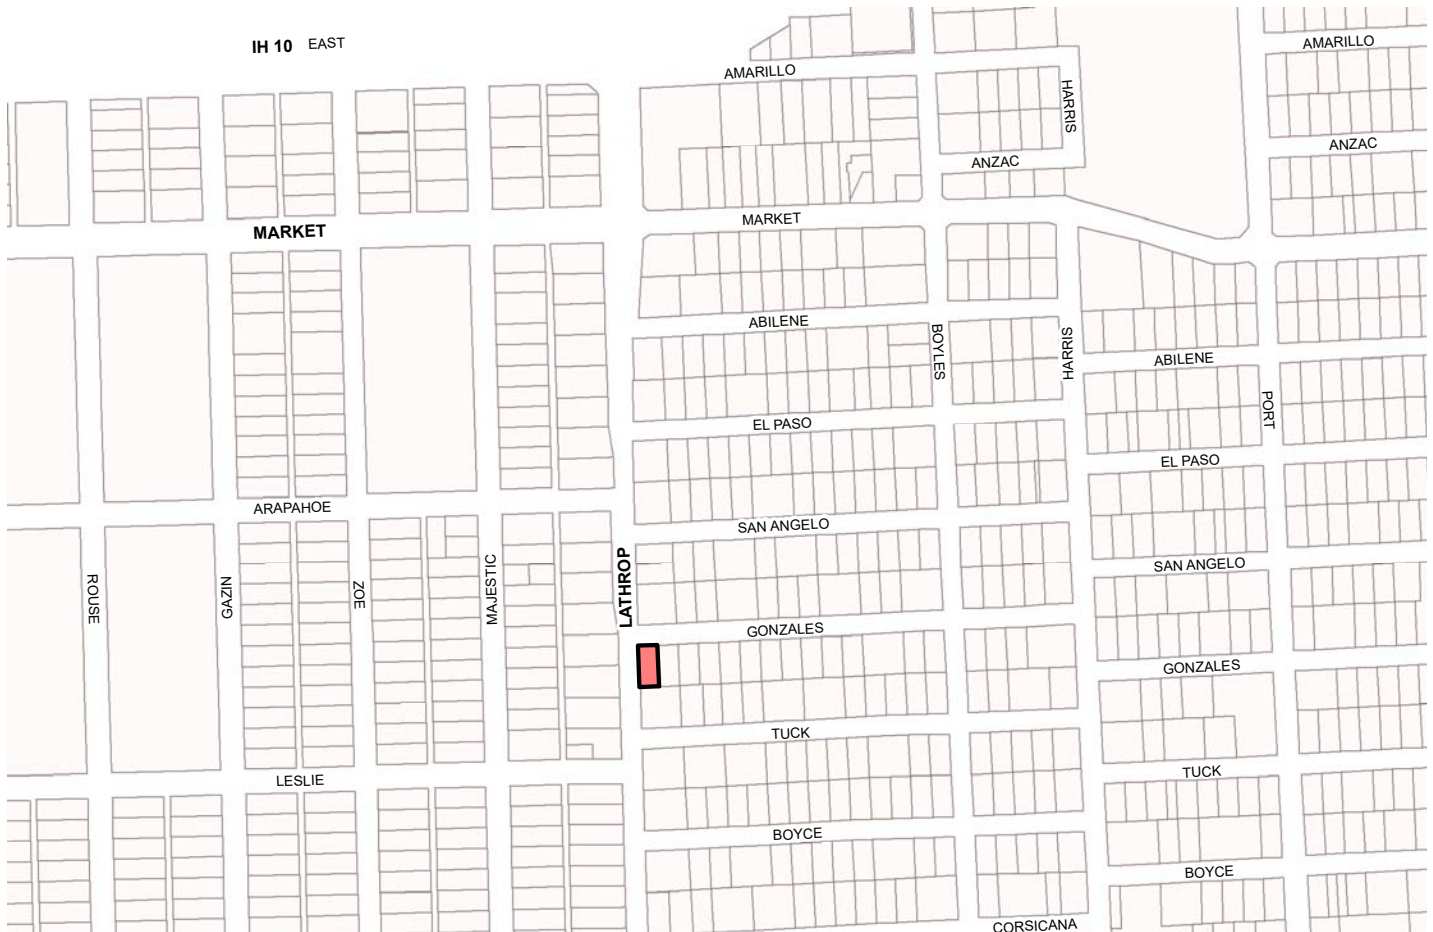 IH 10 EAST
AMARILLO
AMARILLO
HARRIS
ANZAC
ANZAC
MARKET
MARKET
ABILENE
BOYLES
HARRIS
ABILENE
PORT
EL PASO
EL PASO
ARAPAHOE
SAN ANGELO
SAN ANGELO
ROUSE
GAZIN
ZOE
MAJESTIC
LATHROP
GONZALES
GONZALES
TUCK
TUCK
LESLIE
BOYCE
BOYCE
CORSICANA